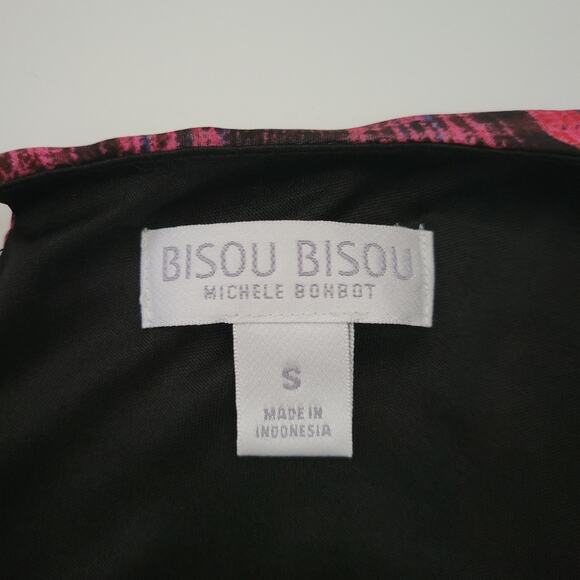 BISOU BISOU
MICHELE BOHBOT
S
MADE IN
INDONESIA